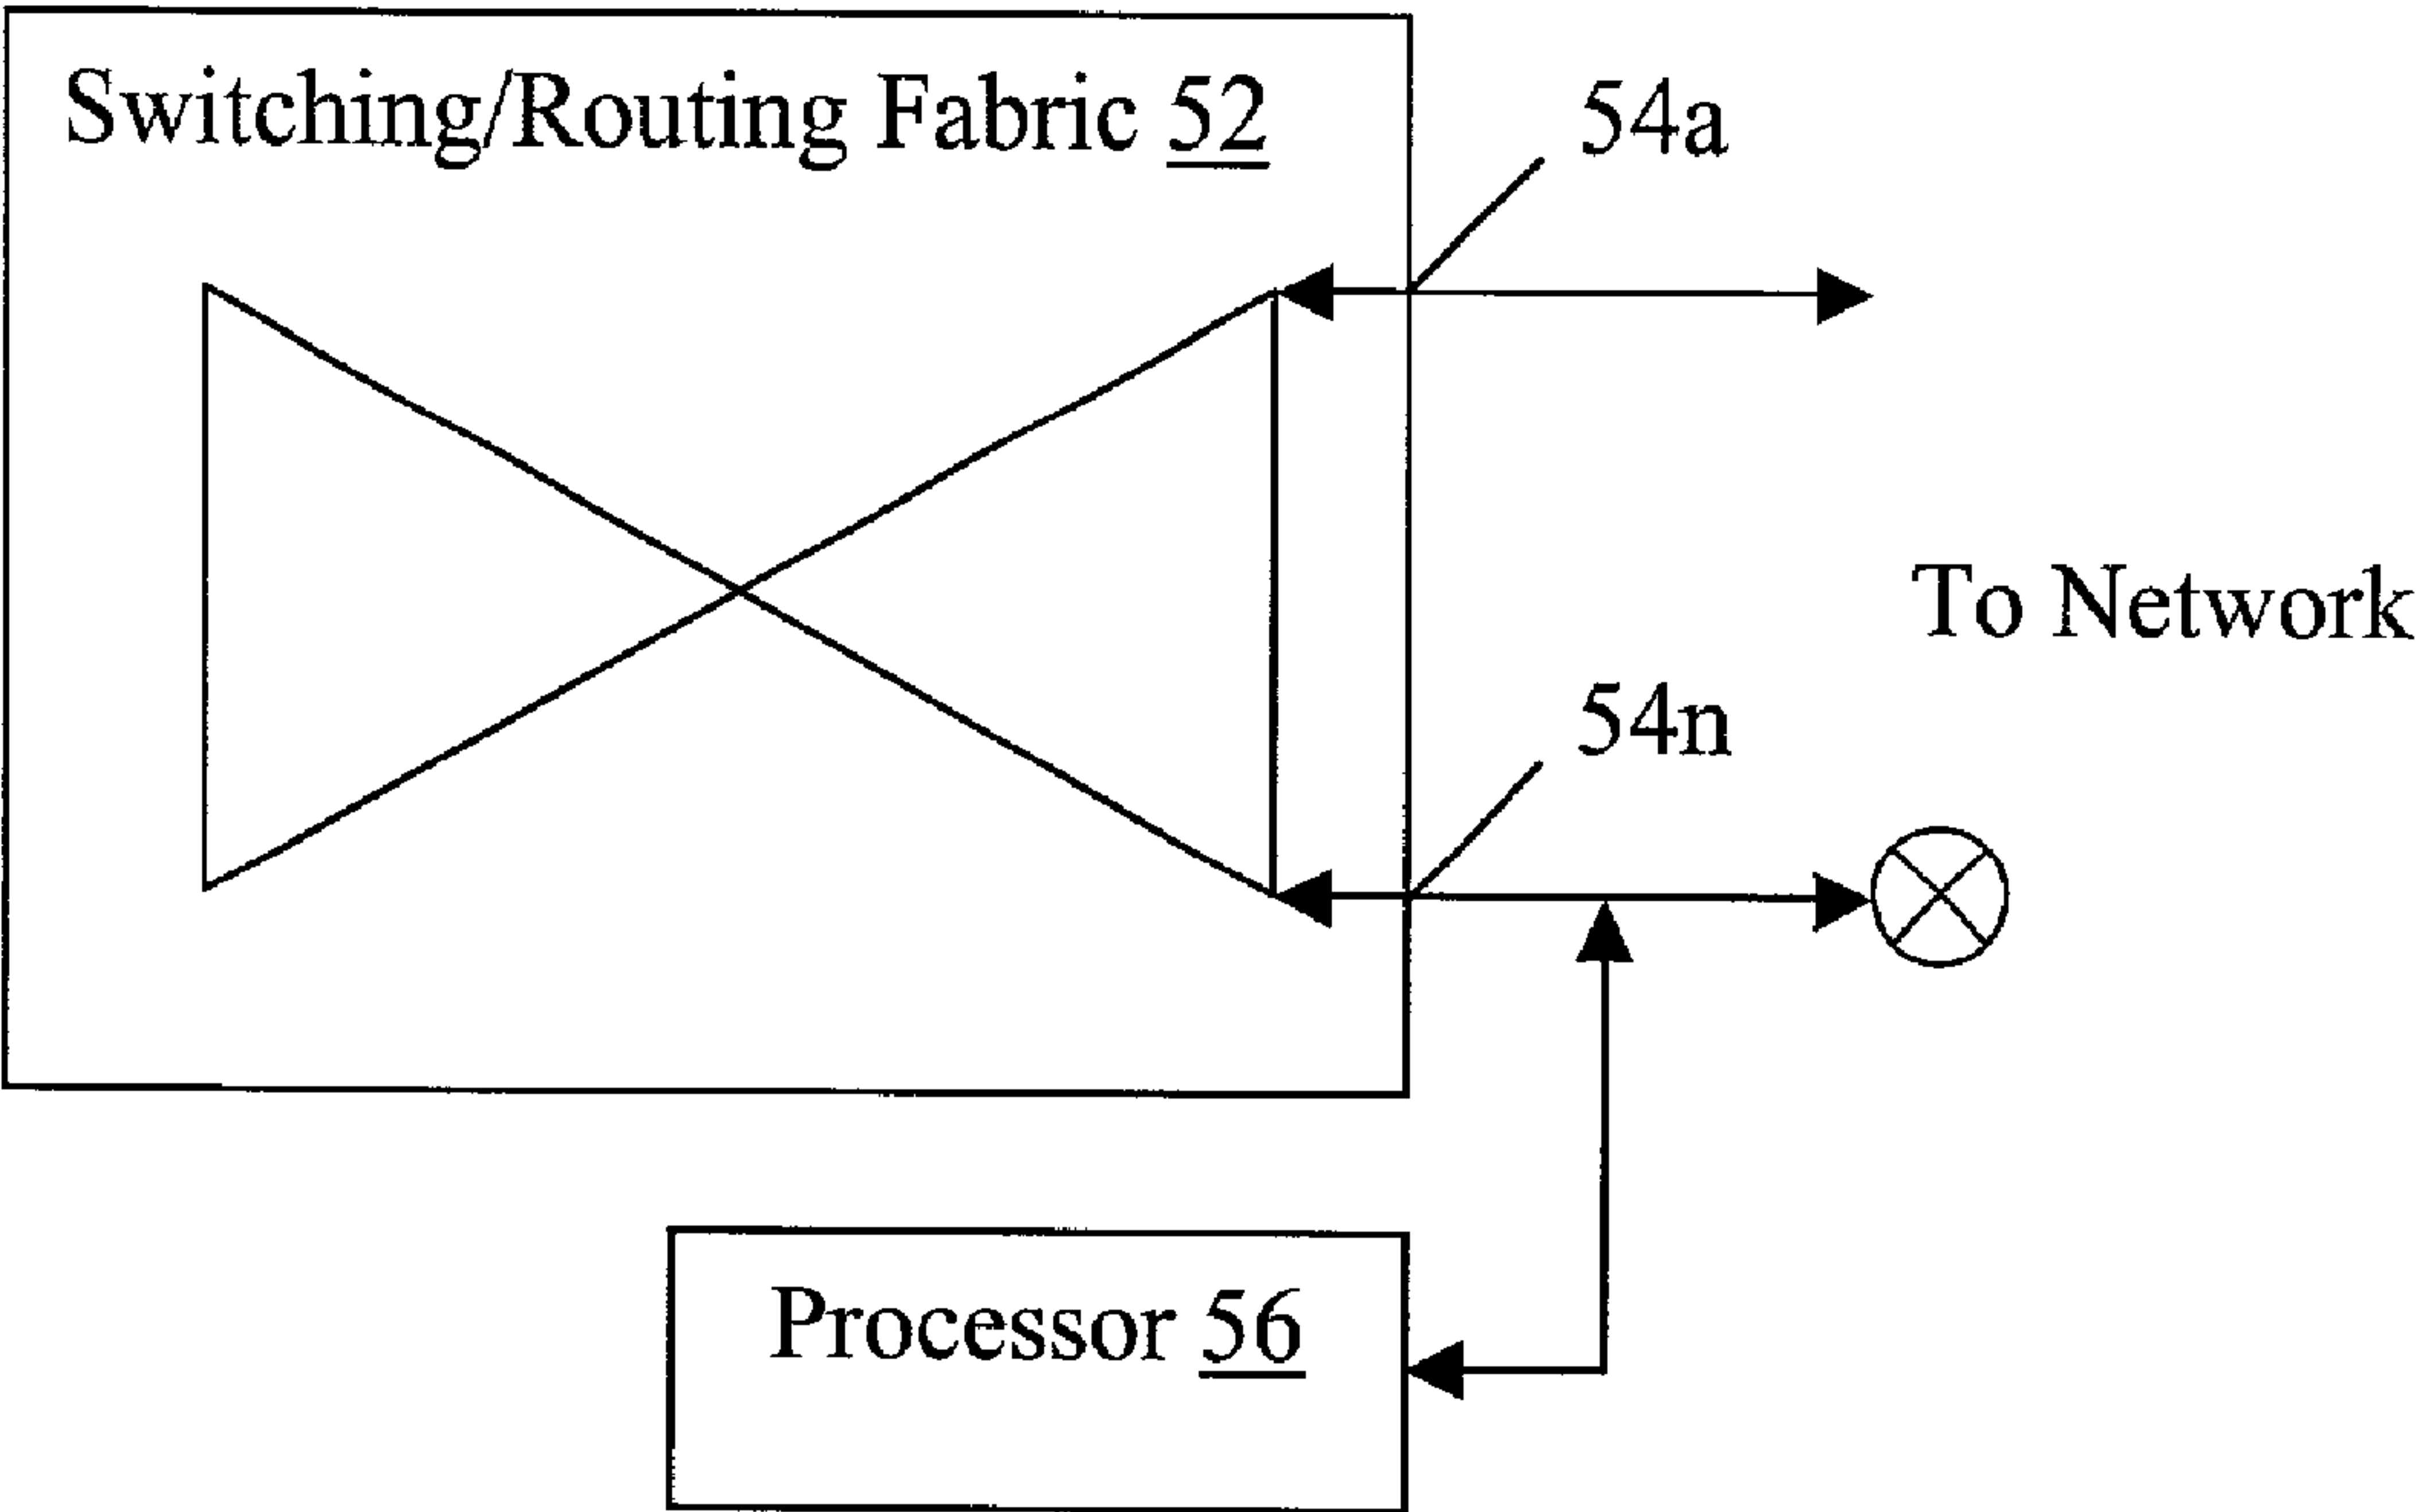 Switching/Routing Fabric 52
54a
To Network
54n
Processor 56